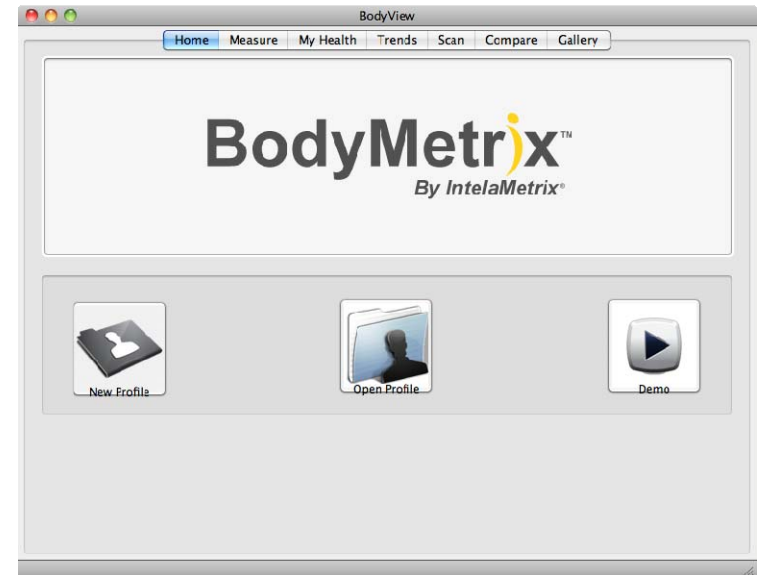 BodyView
Home Measure My Health Trends Scan Compare Gallery
BodyMetrix™
By IntelaMetrix®
New Profile Open Profile Demo